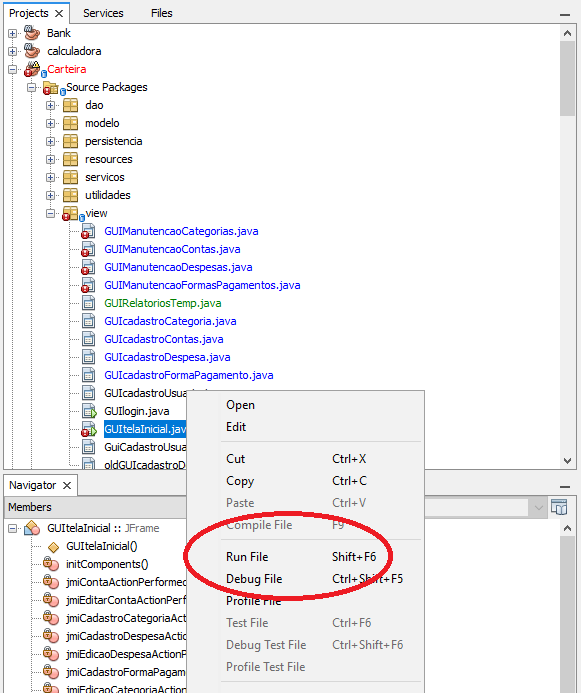 Projects Services Files
Bank
calculadora
Carteira
Source Packages
dao
modelo
persistencia
resources
servicos
utilidades
view
GUIManutencaoCategorias.java
GUIManutencaoContas.java
GUIManutencaoDespesas.java
GUIManutencaoFormasPagamentos.java
GUIRelatoriosTemp.java
GUIcadastroCategoria.java
GUIcadastroContas.java
GUIcadastroDespesa.java
GUIcadastroFormaPagamento.java
GUIcadastroUsua
GUIlogin.java
GUItelaInicial.jav
GuiCadastroUsua
oldGUIcadastroD
Open
Edit
Cut Ctrl+X
Copy Ctrl+C
Paste Ctrl+V
Compile File F9
Run File Shift+F6
Debug File Ctrl+Shift+F5
Profile File
Test File Ctrl+F6
Debug Test File Ctrl+Shift+F6
Profile Test File
Navigator
Members
GUItelaInicial :: JFrame
GUItelaInicial()
initComponents()
jmiContaActionPerformed
jmiEditarContaActionPerf
jmiCadastroCategoriaActi
jmiCadastroDespesaActio
jmiEdicaoDespesaActionP
jmiCadastroFormaPagam
jmiEdicaoCategoriaAction